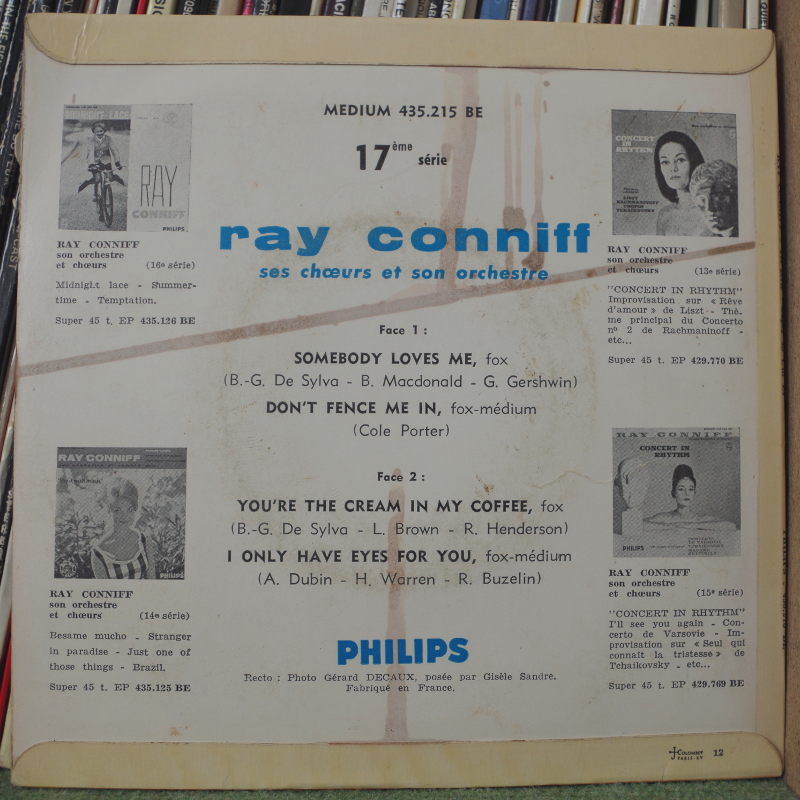 MEDIUM 435.215 BE
17ème série
ray conniff
ses chœurs et son orchestre
Face 1 :
SOMEBODY LOVES ME, fox
(B.-G. De Sylva - B. Macdonald - G. Gershwin)
DON'T FENCE ME IN, fox-médium
(Cole Porter)
Face 2 :
YOU'RE THE CREAM IN MY COFFEE, fox
(B.-G. De Sylva - L. Brown - R. Henderson)
I ONLY HAVE EYES FOR YOU, fox-médium
(A. Dubin - H. Warren - R. Buzelin)
PHILIPS
Recto : Photo Gérard DECAUX, posée par Gisèle Sandre.
Fabriqué en France.
RAY
CONNIFF
PHILIPS
RAY CONNIFF
son orchestre
et chœurs (16e série)
Midnight lace - Summer-
time - Temptation.
Super 45 t. EP 435.126 BE
RAY CONNIFF
PHILIPS
RAY CONNIFF
son orchestre
et chœurs (14e série)
Besame mucho - Stranger
in paradise - Just one of
those things - Brazil.
Super 45 t. EP 435.125 BE
CONCERT
IN
RHYTHM
LISZT
RACHMANINOFF
CHOPIN
TCHAIKOVSKY
RAY CONNIFF
son orchestre
et chœurs (13e série)
"CONCERT IN RHYTHM"
Improvisation sur « Rêve
d'amour » de Liszt - Thè-
me principal du Concerto
nº 2 de Rachmaninoff -
etc...
Super 45 t. EP 429.770 BE
RAY CONNIFF
CONCERT IN
RHYTHM
PHILIPS
RAY CONNIFF
son orchestre
et chœurs (15e série)
"CONCERT IN RHYTHM"
I'll see you again - Con-
certo de Varsovie - Im-
provisation sur « Seul qui
connaît la tristesse » de
Tchaikovsky - etc...
Super 45 t. EP 429.769 BE
J-COLOMBET
PARIS-XV 12